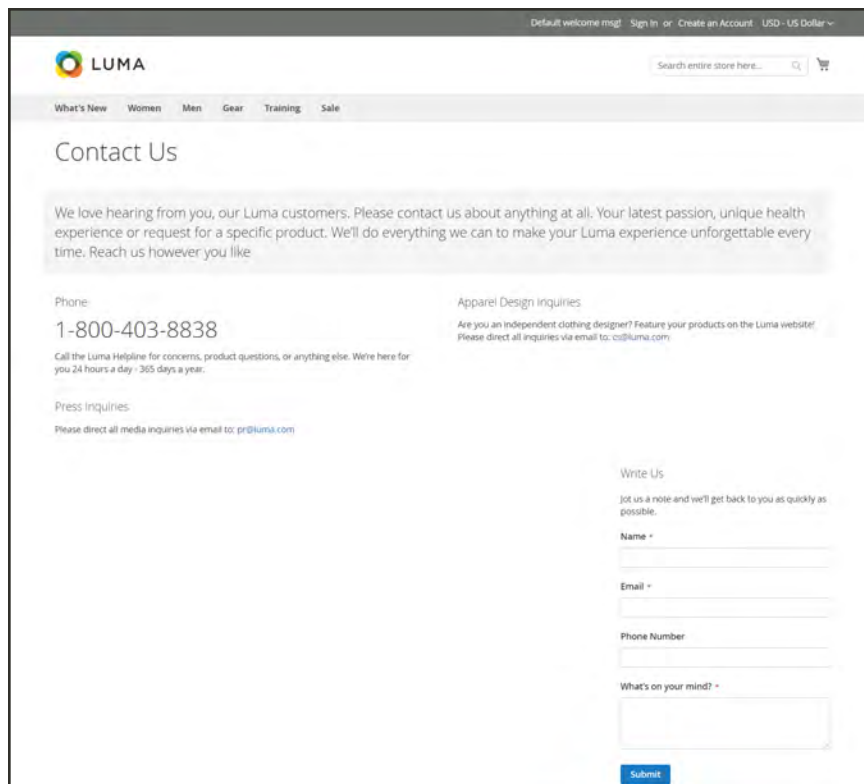 Default welcome msg! Sign In or Create an Account USD - US Dollar
LUMA
Search entire store here...
What's New Women Men Gear Training Sale
Contact Us
We love hearing from you, our Luma customers. Please contact us about anything at all. Your latest passion, unique health
experience or request for a specific product. We'll do everything we can to make your Luma experience unforgettable every
time. Reach us however you like
Phone
1-800-403-8838
Call the Luma Helpline for concerns, product questions, or anything else. We're here for
you 24 hours a day - 365 days a year.
Press Inquiries
Please direct all media inquiries via email to: pr@luma.com
Apparel Design Inquiries
Are you an independent clothing designer? Feature your products on the Luma website!
Please direct all inquiries via email to: cs@luma.com
Write Us
Jot us a note and we'll get back to you as quickly as
possible.
Name *
Email *
Phone Number
What's on your mind? *
Submit